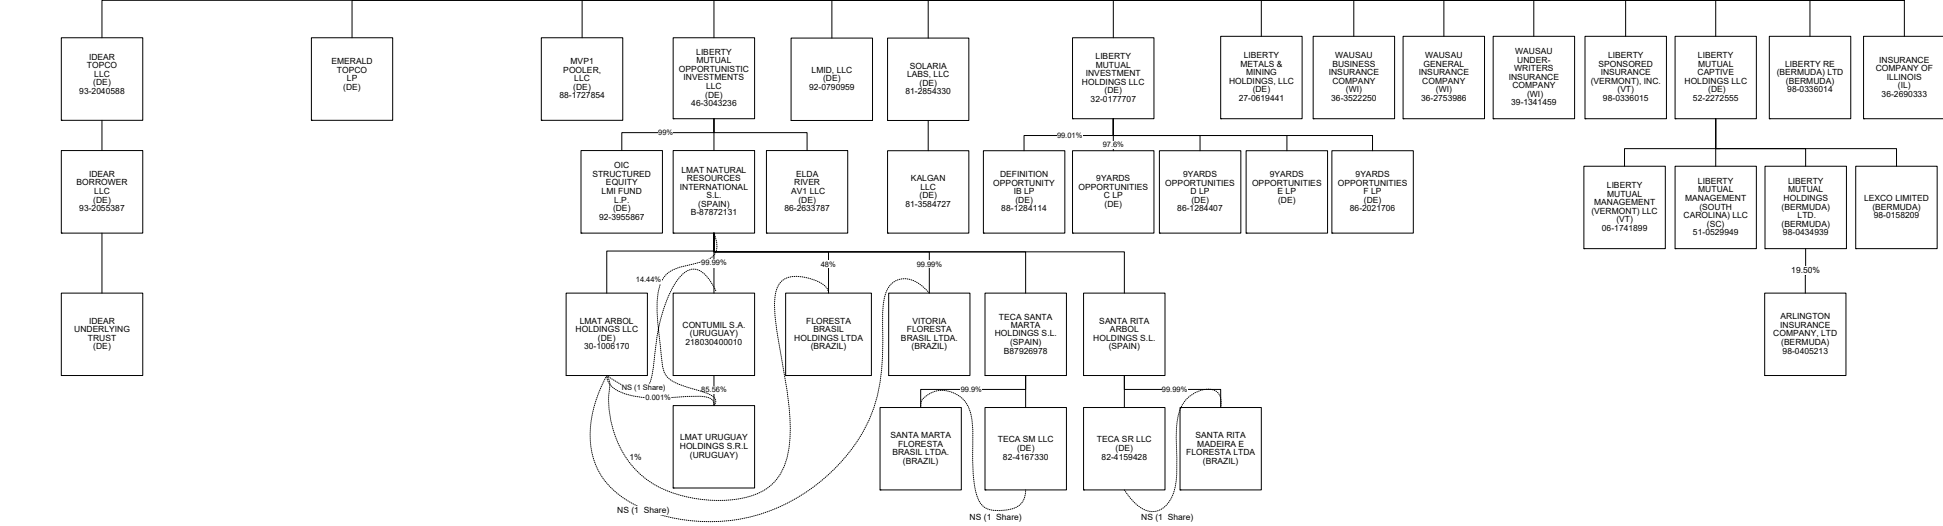 IDEAR
TOPCO
LLC
(DE)
93-2040588
EMERALD
TOPCO
LP
(DE)
MVP1
POOLER,
LLC
(DE)
88-1727854
LIBERTY
MUTUAL
OPPORTUNISTIC
INVESTMENTS
LLC
(DE)
46-3043236
LMID, LLC
(DE)
92-0790959
SOLARIA
LABS, LLC
(DE)
81-2854330
LIBERTY
MUTUAL
INVESTMENT
HOLDINGS LLC
(DE)
32-0177707
LIBERTY
METALS &
MINING
HOLDINGS, LLC
(DE)
27-0619441
WAUSAU
BUSINESS
INSURANCE
COMPANY
(WI)
36-3522250
WAUSAU
GENERAL
INSURANCE
COMPANY
(WI)
36-2753986
WAUSAU
UNDER-
WRITERS
INSURANCE
COMPANY
(WI)
39-1341459
LIBERTY
SPONSORED
INSURANCE
(VERMONT), INC.
(VT)
98-0336015
LIBERTY
MUTUAL
CAPTIVE
HOLDINGS LLC
(DE)
52-2272555
LIBERTY RE
(BERMUDA) LTD
(BERMUDA)
98-0336014
INSURANCE
COMPANY OF
ILLINOIS
(IL)
36-2690333
99%
99.01%
97.6%
IDEAR
BORROWER
LLC
(DE)
93-2055387
OIC
STRUCTURED
EQUITY
LMI FUND
L.P.
(DE)
92-3955867
LMAT NATURAL
RESOURCES
INTERNATIONAL
S.L.
(SPAIN)
B-87872131
ELDA
RIVER
AV1 LLC
(DE)
86-2633787
KALGAN
LLC
(DE)
81-3584727
DEFINITION
OPPORTUNITY
IB LP
(DE)
88-1284114
9YARDS
OPPORTUNITIES
C LP
(DE)
9YARDS
OPPORTUNITIES
D LP
(DE)
86-1284407
9YARDS
OPPORTUNITIES
E LP
(DE)
9YARDS
OPPORTUNITIES
F LP
(DE)
86-2021706
LIBERTY
MUTUAL
MANAGEMENT
(VERMONT) LLC
(VT)
06-1741899
LIBERTY
MUTUAL
MANAGEMENT
(SOUTH
CAROLINA) LLC
(SC)
51-0529949
LIBERTY
MUTUAL
HOLDINGS
(BERMUDA)
LTD.
(BERMUDA)
98-0434939
LEXCO LIMITED
(BERMUDA)
98-0158209
14.44%
99.99%
48%
99.99%
19.50%
IDEAR
UNDERLYING
TRUST
(DE)
LMAT ARBOL
HOLDINGS LLC
(DE)
30-1006170
CONTUMIL S.A.
(URUGUAY)
218030400010
FLORESTA
BRASIL
HOLDINGS LTDA
(BRAZIL)
VITORIA
FLORESTA
BRASIL LTDA.
(BRAZIL)
TECA SANTA
MARTA
HOLDINGS S.L.
(SPAIN)
B87926978
SANTA RITA
ARBOL
HOLDINGS S.L.
(SPAIN)
ARLINGTON
INSURANCE
COMPANY, LTD
(BERMUDA)
98-0405213
NS (1 Share)
0.001%
85.56%
99.9%
99.99%
LMAT URUGUAY
HOLDINGS S.R.L
(URUGUAY)
SANTA MARTA
FLORESTA
BRASIL LTDA.
(BRAZIL)
TECA SM LLC
(DE)
82-4167330
TECA SR LLC
(DE)
82-4159428
SANTA RITA
MADEIRA E
FLORESTA LTDA
(BRAZIL)
1%
NS (1 Share)
NS (1 Share)
NS (1 Share)